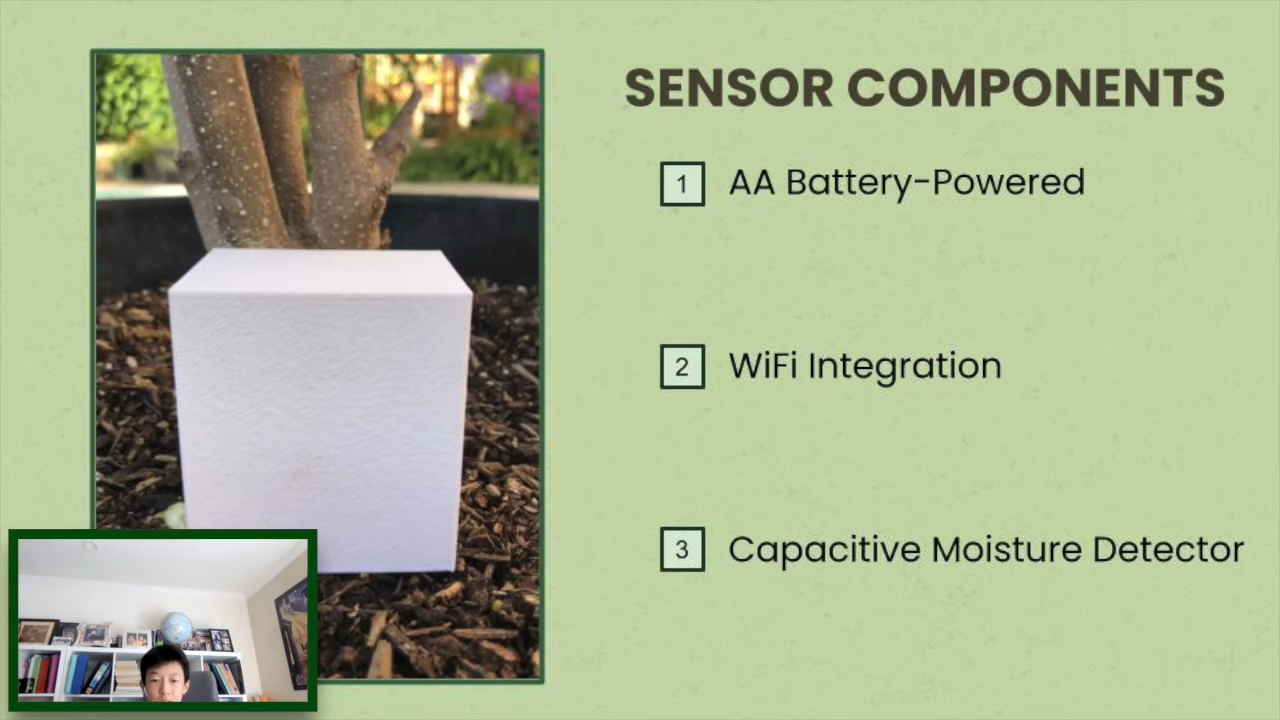 SENSOR COMPONENTS
1 AA Battery-Powered
2 WiFi Integration
3 Capacitive Moisture Detector